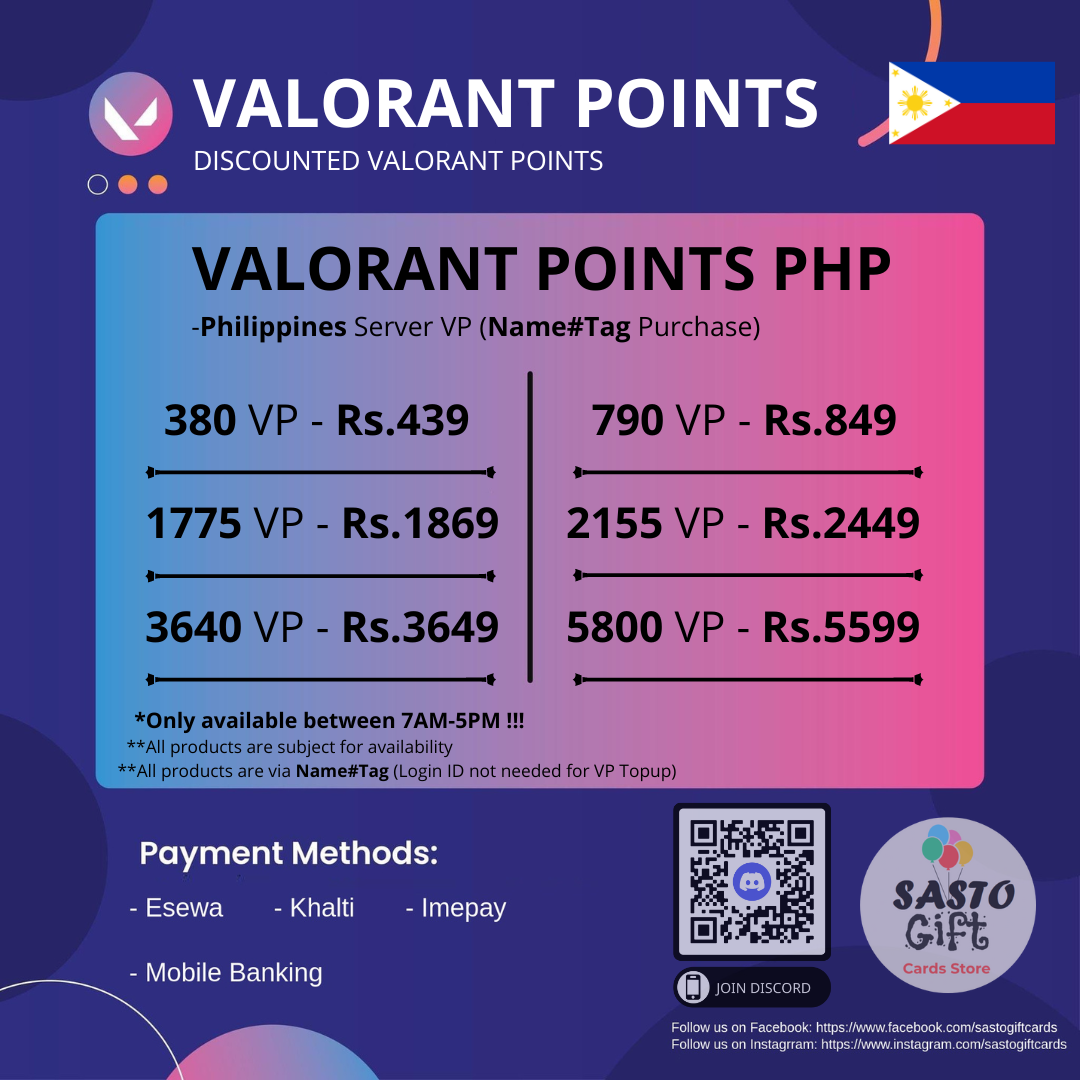 VALORANT POINTS
DISCOUNTED VALORANT POINTS
VALORANT POINTS PHP
-Philippines Server VP (Name#Tag Purchase)
380 VP - Rs.439
790 VP - Rs.849
1775 VP - Rs.1869
2155 VP - Rs.2449
3640 VP - Rs.3649
5800 VP - Rs.5599
*Only available between 7AM-5PM !!!
**All products are subject for availability
**All products are via Name#Tag (Login ID not needed for VP Topup)
Payment Methods:
- Esewa - Khalti - Imepay
- Mobile Banking
JOIN DISCORD
SASTO
Gift
Cards Store
Follow us on Facebook: https://www.facebook.com/sastogiftcards
Follow us on Instagrram: https://www.instagram.com/sastogiftcards